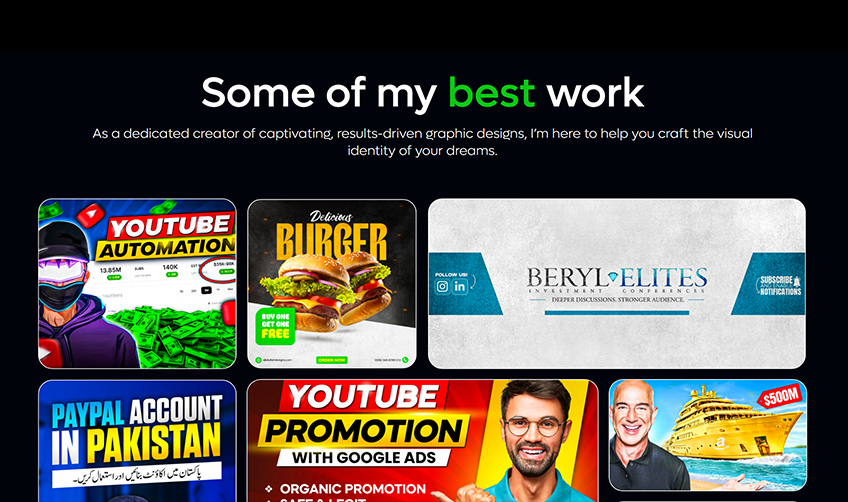 Some of my best work
As a dedicated creator of captivating, results-driven graphic designs, I'm here to help you craft the visual
identity of your dreams.
YOUTUBE
AUTOMATION
13.85M
140K
$35K-90K
Delicious
BURGER
BUY ONE
GET ONE
FREE
ORDER NOW
FOLLOW US!
in
BERYL ELITES
INVESTMENT CONFERENCES
DEEPER DISCUSSIONS. STRONGER AUDIENCE.
SUBSCRIBE
AND ENABLE
NOTIFICATIONS
PAYPAL ACCOUNT
IN PAKISTAN
پاکستان میں اکاؤنٹ بنائیں اور استعمال کریں۔
YOUTUBE
PROMOTION
WITH GOOGLE ADS
ORGANIC PROMOTION
SAFE & LEGIT
$500M
a